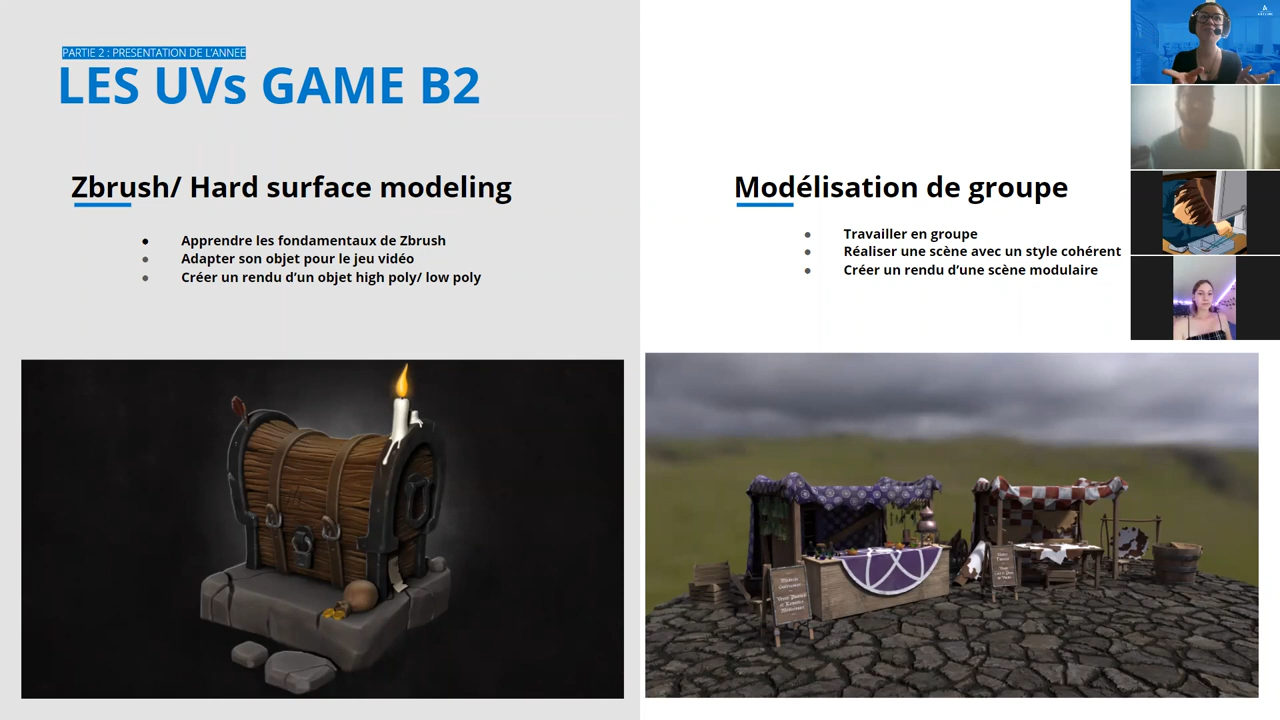 PARTIE 2 : PRESENTATION DE L'ANNEE
LES UVs GAME B2
Zbrush/ Hard surface modeling
Apprendre les fondamentaux de Zbrush
Adapter son objet pour le jeu vidéo
Créer un rendu d'un objet high poly/ low poly
Modélisation de groupe
Travailler en groupe
Réaliser une scène avec un style cohérent
Créer un rendu d'une scène modulaire